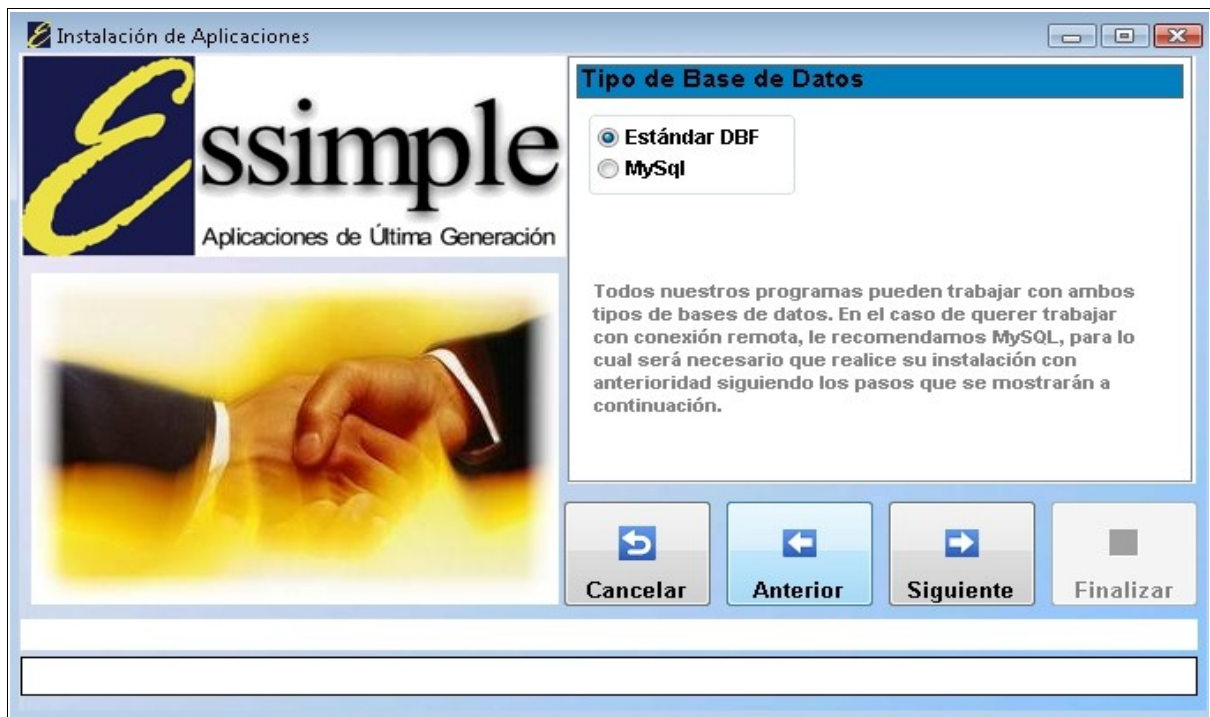 Instalación de Aplicaciones
Essimple
Aplicaciones de Última Generación
Tipo de Base de Datos
Estándar DBF
MySql
Todos nuestros programas pueden trabajar con ambos
tipos de bases de datos. En el caso de querer trabajar
con conexión remota, le recomendamos MySQL, para lo
cual será necesario que realice su instalación con
anterioridad siguiendo los pasos que se mostrarán a
continuación.
Cancelar Anterior Siguiente Finalizar